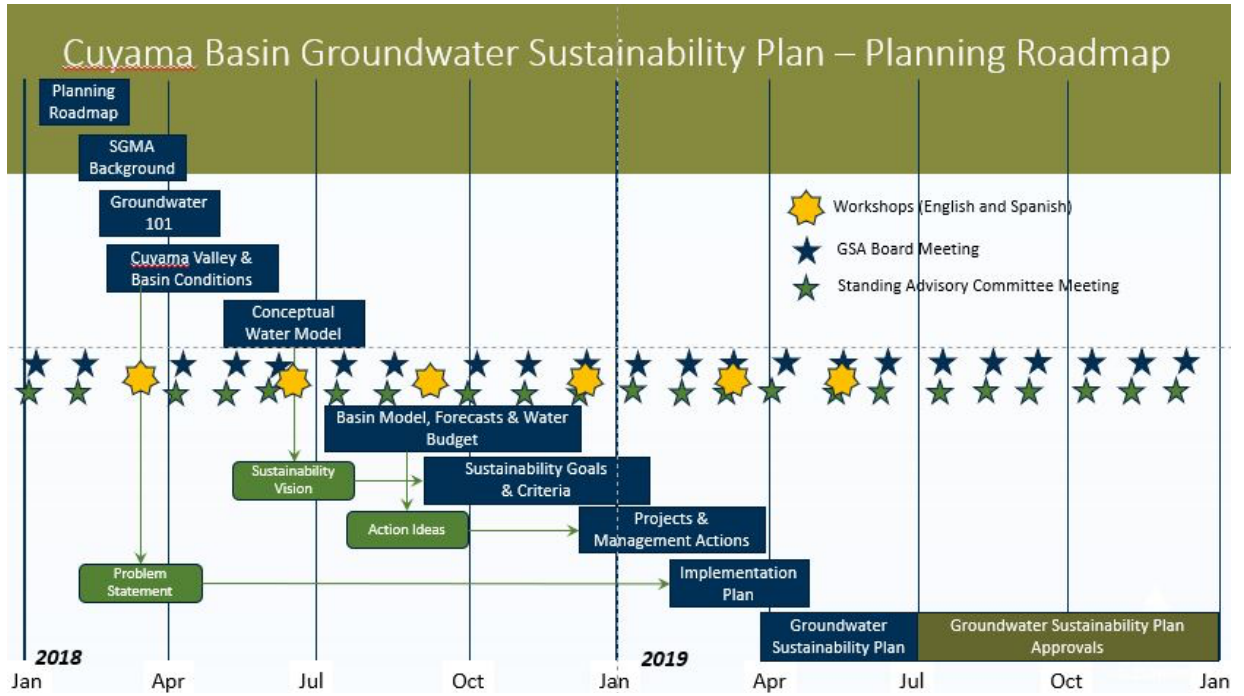 Cuyama Basin Groundwater Sustainability Plan – Planning Roadmap
Planning
Roadmap
SGMA
Background
Groundwater
101
Cuyama Valley &
Basin Conditions
Conceptual
Water Model
Workshops (English and Spanish)
GSA Board Meeting
Standing Advisory Committee Meeting
Basin Model, Forecasts & Water
Budget
Sustainability
Vision
Sustainability Goals
& Criteria
Action Ideas
Projects &
Management Actions
Problem
Statement
Implementation
Plan
Groundwater
Sustainability Plan
Groundwater Sustainability Plan
Approvals
2018
2019
Jan
Apr
Jul
Oct
Jan
Apr
Jul
Oct
Jan